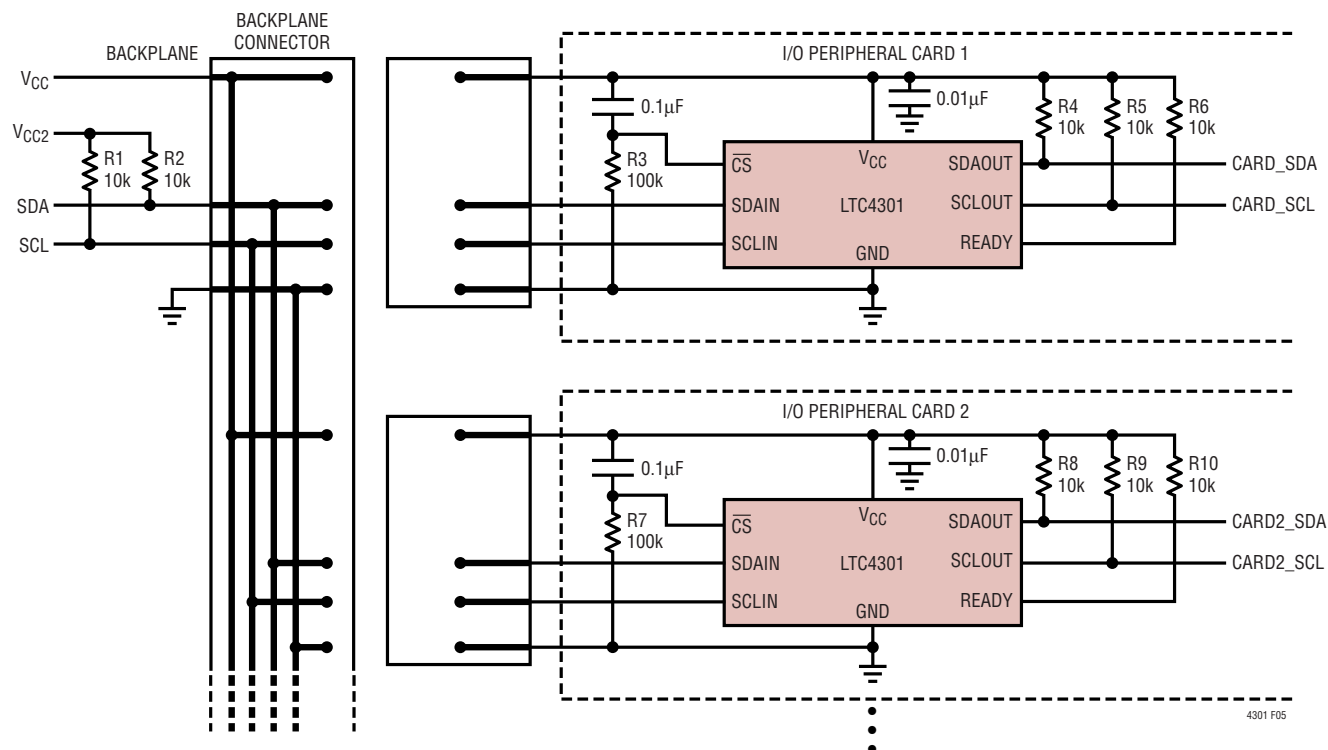 BACKPLANE
CONNECTOR
BACKPLANE
VCC
VCC2
R1
10k
R2
10k
SDA
SCL
I/O PERIPHERAL CARD 1
0.1µF
0.01µF
R3
100k
R4
10k
R5
10k
R6
10k
CS
VCC
SDAOUT
CARD_SDA
SDAIN
LTC4301
SCLOUT
CARD_SCL
SCLIN
READY
GND
I/O PERIPHERAL CARD 2
0.1µF
0.01µF
R7
100k
R8
10k
R9
10k
R10
10k
CS
VCC
SDAOUT
CARD2_SDA
SDAIN
LTC4301
SCLOUT
CARD2_SCL
SCLIN
READY
GND
4301 F05